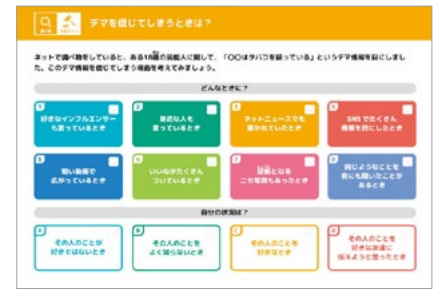 デマを信じてしまうときは？
ネットで調べ物をしていると、ある18歳の芸能人に関して、「〇〇はタバコを吸っている」というデマ情報を目にしまし
た。このデマ情報を信じてしまう場面を考えてみましょう。
どんなときに？
1
好きなインフルエンサー
も言っているとき
2
身近な人も
言っているとき
3
ネットニュースでも
書かれていたとき
4
SNSでたくさん
情報を目にしたとき
5
短い動画で
広がっているとき
6
いいねがたくさん
ついているとき
7
証拠となる
ニセ写真もあったとき
8
同じようなことを
前にも聞いたことが
あるとき
自分の状況は？
A
その人のことが
好きではないとき
B
その人のことを
よく知らないとき
C
その人のことを
好きなとき
D
その人のことを
好きな友達に
伝えようと思ったとき